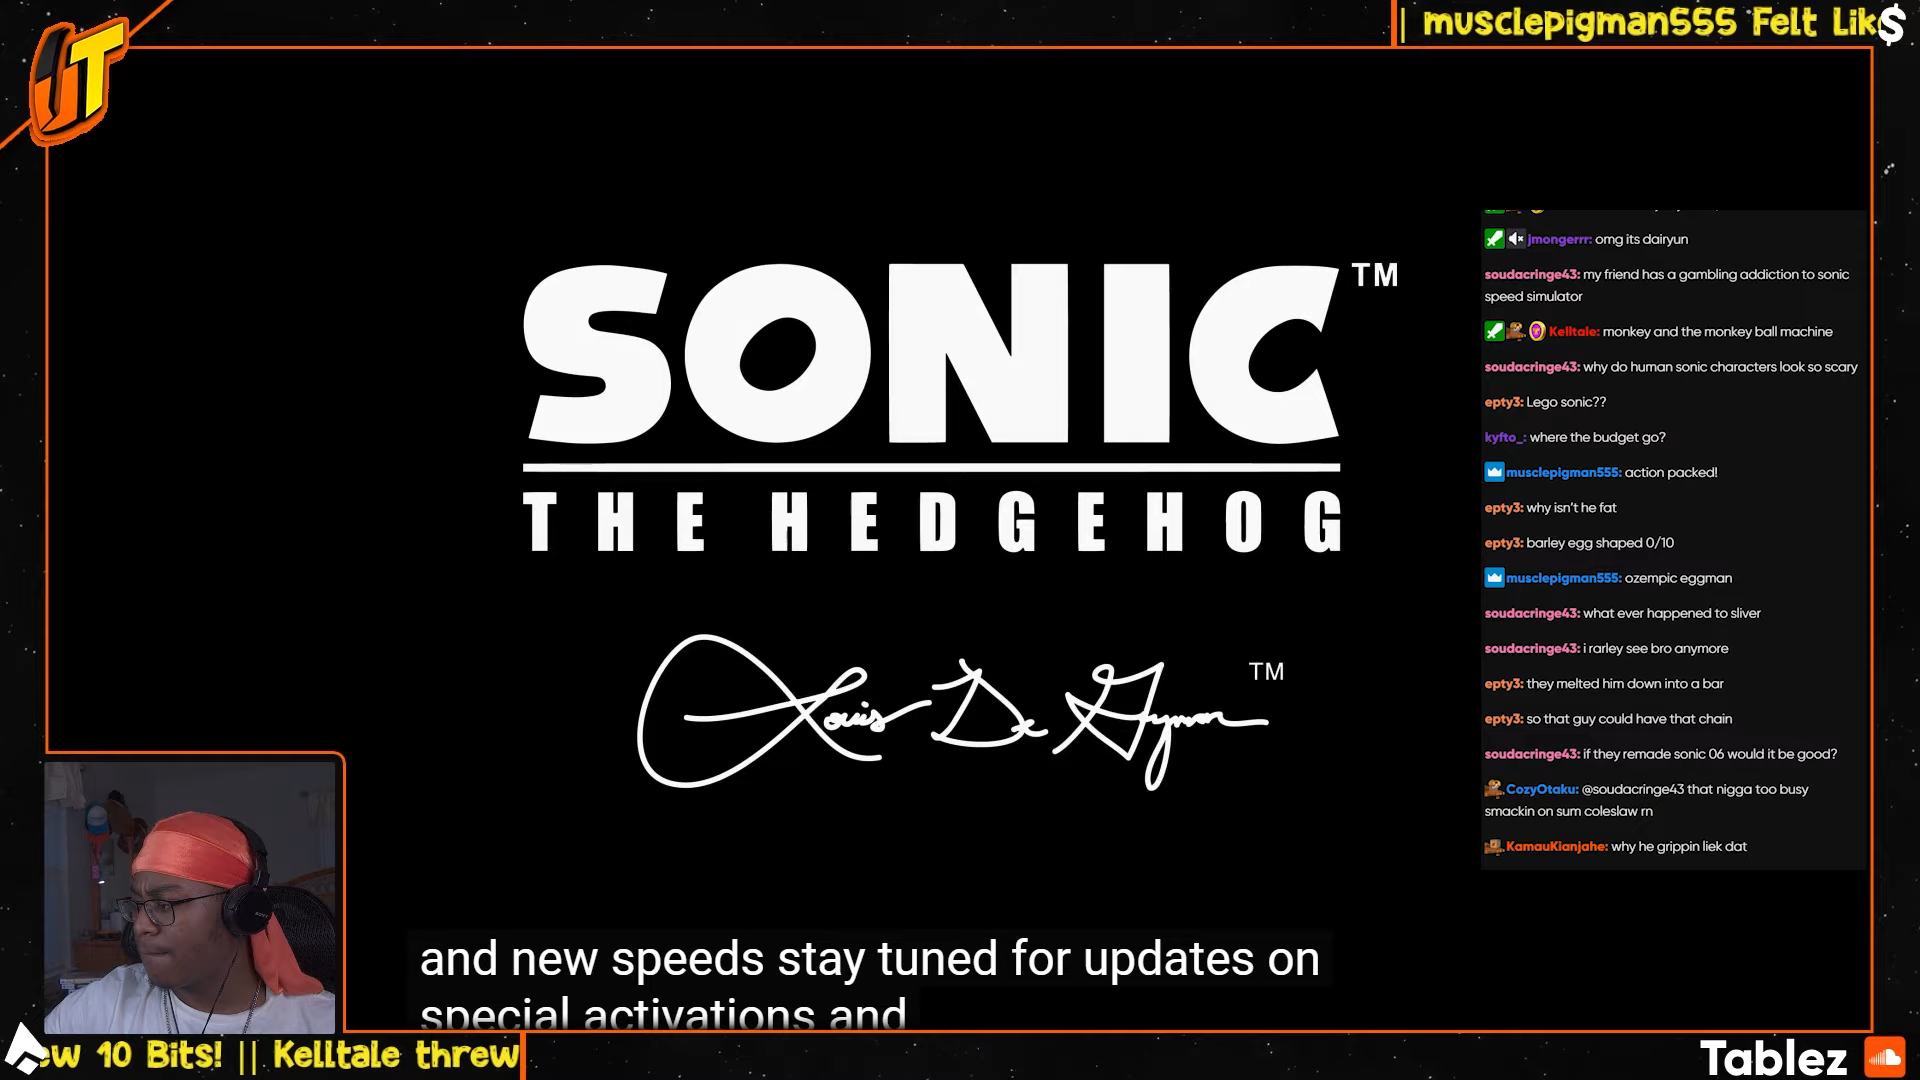 musclepigman555 Felt Lik
SONIC TM
THE HEDGEHOG
Louis De Gyman TM
jmongerrr: omg its dairyun
soudacringe43: my friend has a gambling addiction to sonic
speed simulator
Kelltale: monkey and the monkey ball machine
soudacringe43: why do human sonic characters look so scary
epty3: Lego sonic??
kyfto_: where the budget go?
musclepigman555: action packed!
epty3: why isn't he fat
epty3: barley egg shaped 0/10
musclepigman555: ozempic eggman
soudacringe43: what ever happened to sliver
soudacringe43: i rarley see bro anymore
epty3: they melted him down into a bar
epty3: so that guy could have that chain
soudacringe43: if they remade sonic 06 would it be good?
CozyOtaku: @soudacringe43 that nigga too busy
smackin on sum coleslaw rn
KamauKianjahe: why he grippin liek dat
and new speeds stay tuned for updates on
special activations and
ew 10 Bits! || Kelltale threw
Tablez